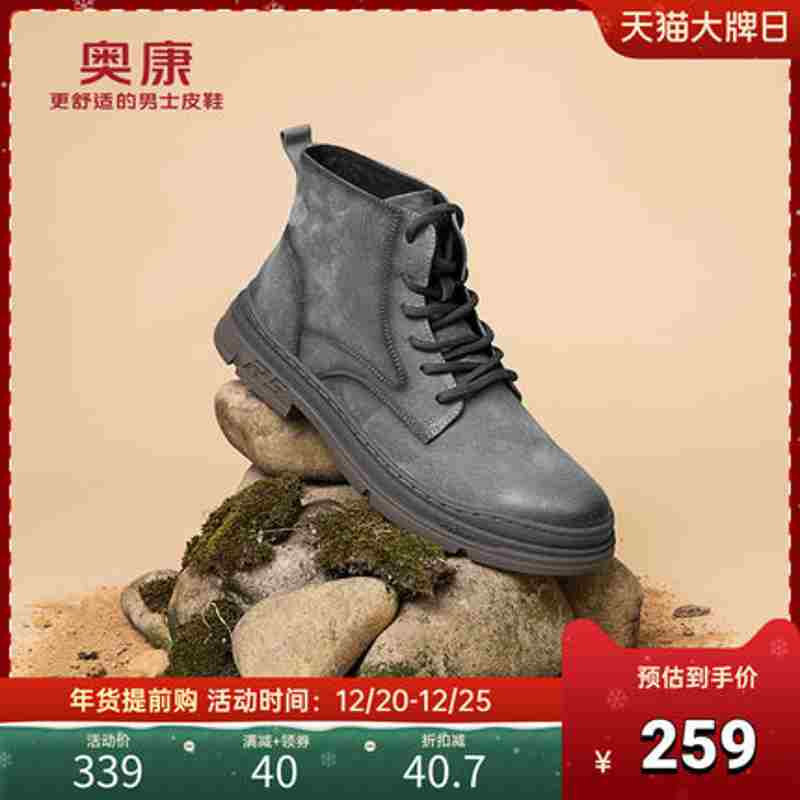 天猫大牌日
奥康
更舒适的男士皮鞋
年货提前购 活动时间：12/20-12/25
预估到手价
¥ 259
活动价 满减+领券 折扣减
339 40 40.7